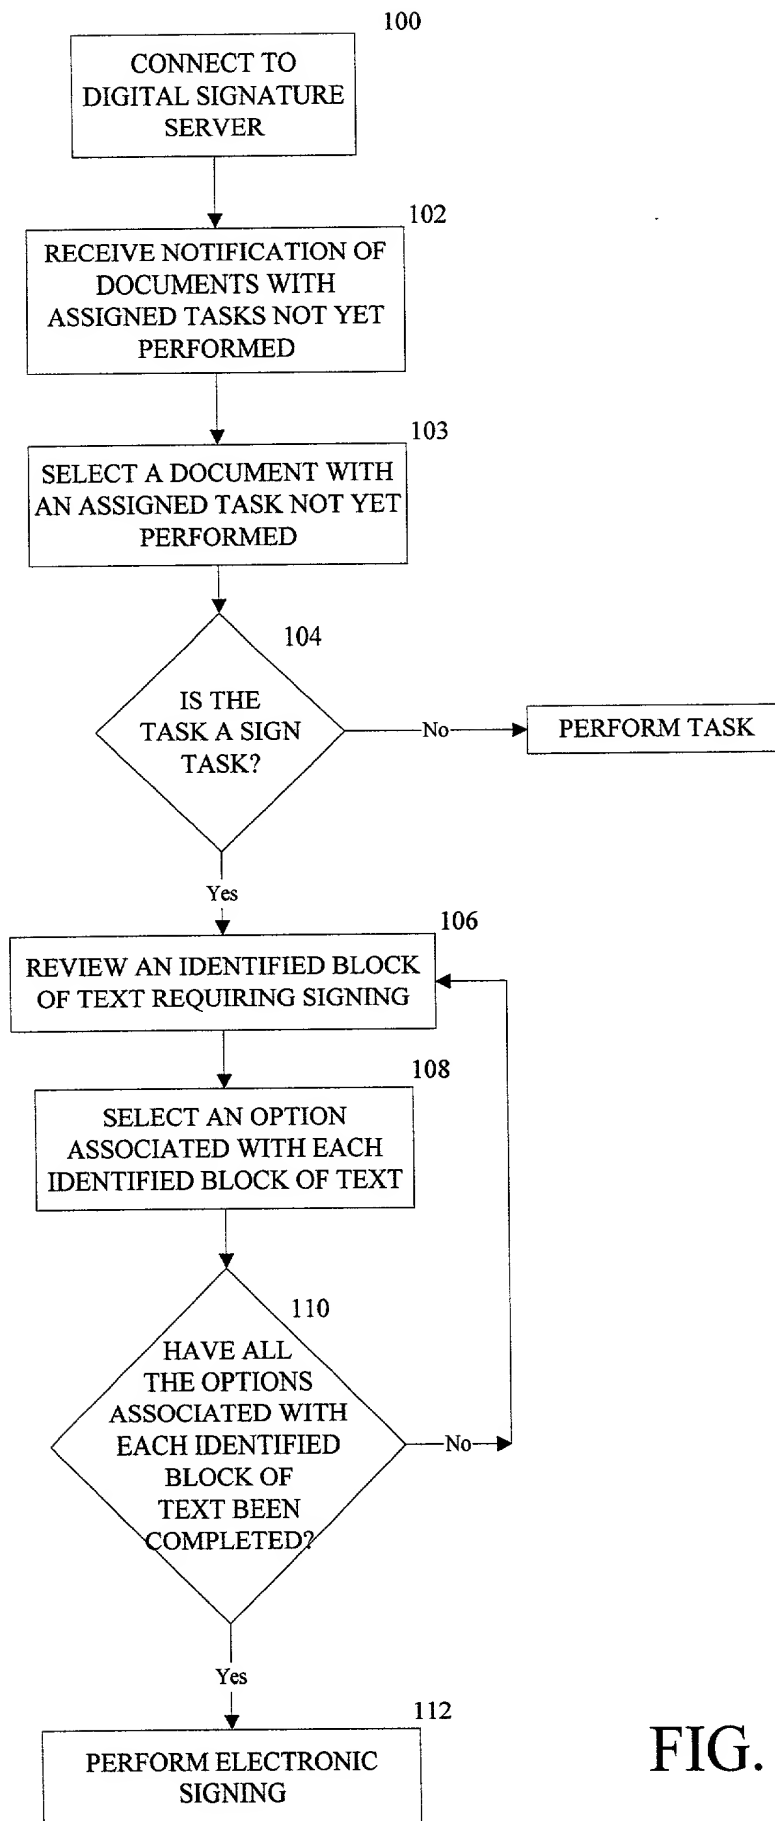 100
CONNECT TO
DIGITAL SIGNATURE
SERVER
102
RECEIVE NOTIFICATION OF
DOCUMENTS WITH
ASSIGNED TASKS NOT YET
PERFORMED
103
SELECT A DOCUMENT WITH
AN ASSIGNED TASK NOT YET
PERFORMED
104
IS THE
TASK A SIGN
TASK?
No
PERFORM TASK
Yes
106
REVIEW AN IDENTIFIED BLOCK
OF TEXT REQUIRING SIGNING
108
SELECT AN OPTION
ASSOCIATED WITH EACH
IDENTIFIED BLOCK OF TEXT
110
HAVE ALL
THE OPTIONS
ASSOCIATED WITH
EACH IDENTIFIED
BLOCK OF
TEXT BEEN
COMPLETED?
No
Yes
112
PERFORM ELECTRONIC
SIGNING
FIG.